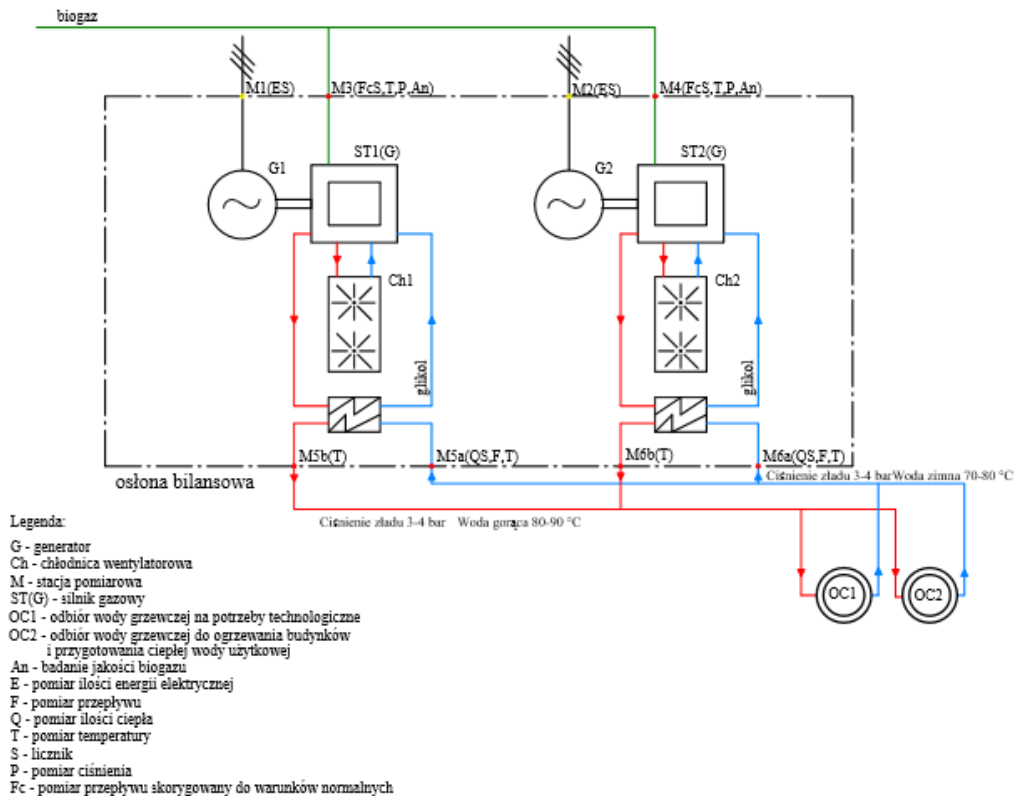 biogaz
M1(ES)
M3(FcS,T,P,An)
M2(ES)
M4(FcS,T,P,An)
ST1(G)
ST2(G)
G1
G2
Ch1
Ch2
glikol
glikol
M5b(T)
M5a(QS,F,T)
M6b(T)
M6a(QS,F,T)
osłona bilansowa
Ciśnienie zładu 3-4 bar Woda zimna 70-80 °C
Ciśnienie zładu 3-4 bar Woda gorąca 80-90 °C
OC1
OC2
Legenda:
G - generator
Ch - chłodnica wentylatorowa
M - stacja pomiarowa
ST(G) - silnik gazowy
OC1 - odbiór wody grzewczej na potrzeby technologiczne
OC2 - odbiór wody grzewczej do ogrzewania budynków
i przygotowania ciepłej wody użytkowej
An - badanie jakości biogazu
E - pomiar ilości energii elektrycznej
F - pomiar przepływu
Q - pomiar ilości ciepła
T - pomiar temperatury
S - licznik
P - pomiar ciśnienia
Fc - pomiar przepływu skorygowany do warunków normalnych